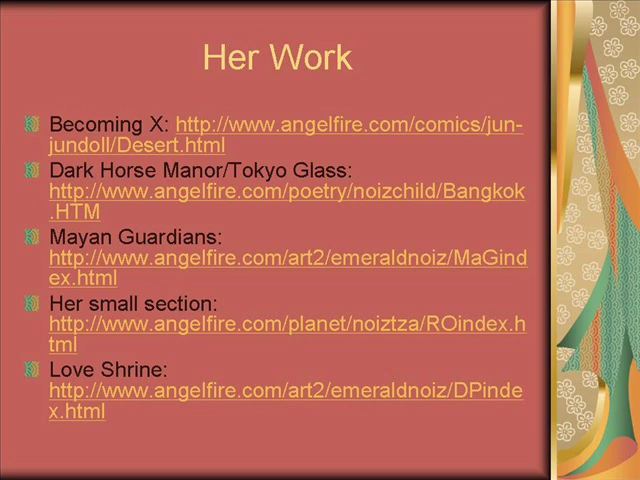 Her Work
Becoming X: http://www.angelfire.com/comics/jun-
jundoll/Desert.html
Dark Horse Manor/Tokyo Glass:
http://www.angelfire.com/poetry/noizchild/Bangkok
.HTM
Mayan Guardians:
http://www.angelfire.com/art2/emeraldnoiz/MaGind
ex.html
Her small section:
http://www.angelfire.com/planet/noiztza/ROindex.h
tml
Love Shrine:
http://www.angelfire.com/art2/emeraldnoiz/DPinde
x.html